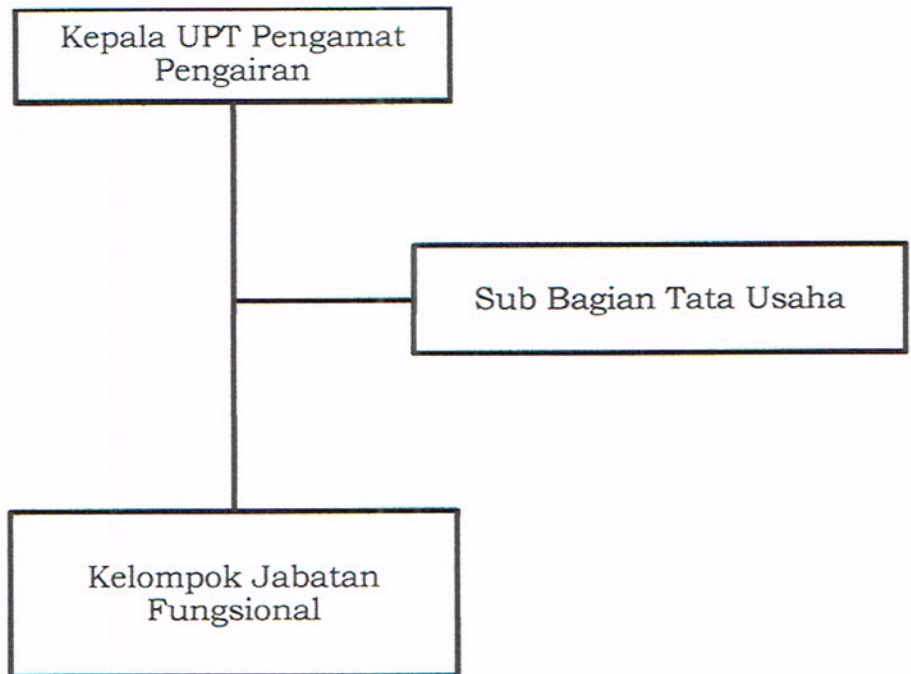 Kepala UPT Pengamat
Pengairan
Sub Bagian Tata Usaha
Kelompok Jabatan
Fungsional